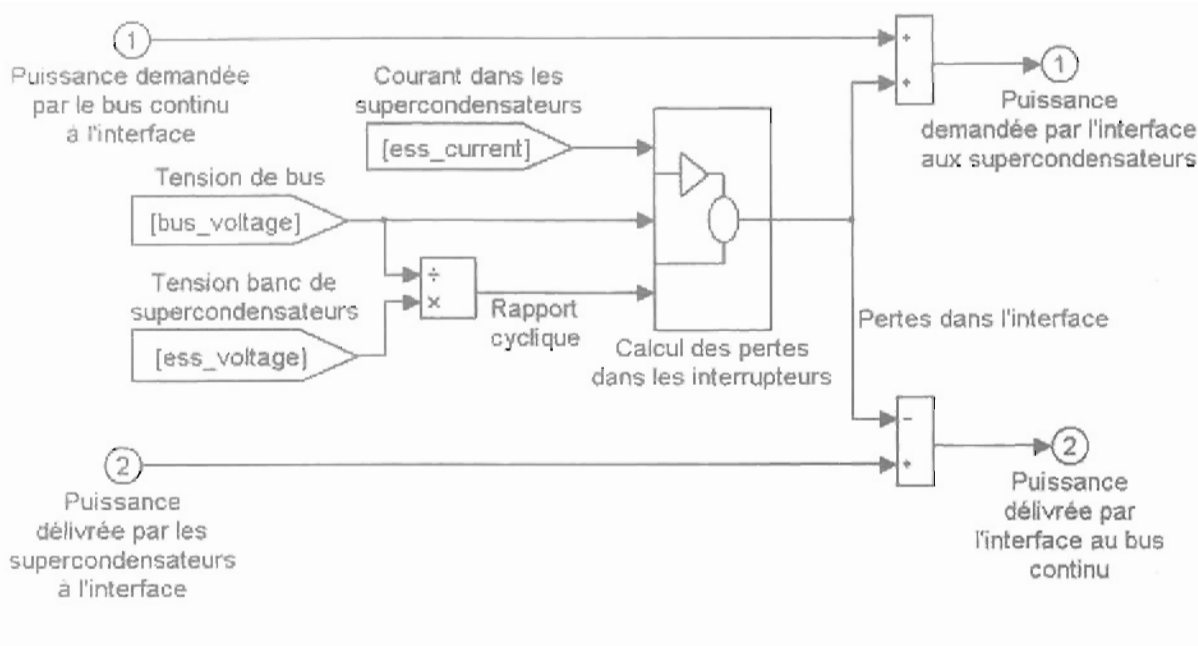 1
Puissance demandée
par le bus continu
à l'interface
Courant dans les
supercondensateurs
[ess_current]
Tension de bus
[bus_voltage]
Tension banc de
supercondensateurs
[ess_voltage]
÷
×
Rapport
cyclique
Calcul des pertes
dans les interrupteurs
+
+
1
Puissance
demandée par l'interface
aux supercondensateurs
Pertes dans l'interface
2
Puissance
délivrée par les
supercondensateurs
à l'interface
-
+
2
Puissance
délivrée par
l'interface au bus
continu